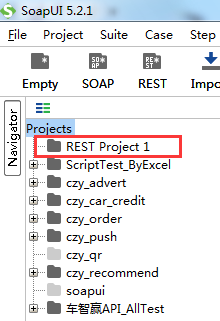 SoapUI 5.2.1
File Project Suite Case Step
Empty SOAP REST Impo
Navigator
Projects
REST Project 1
ScriptTest_ByExcel
czy_advert
czy_car_credit
czy_order
czy_push
czy_qr
czy_recommend
soapui
车智赢API_AllTest